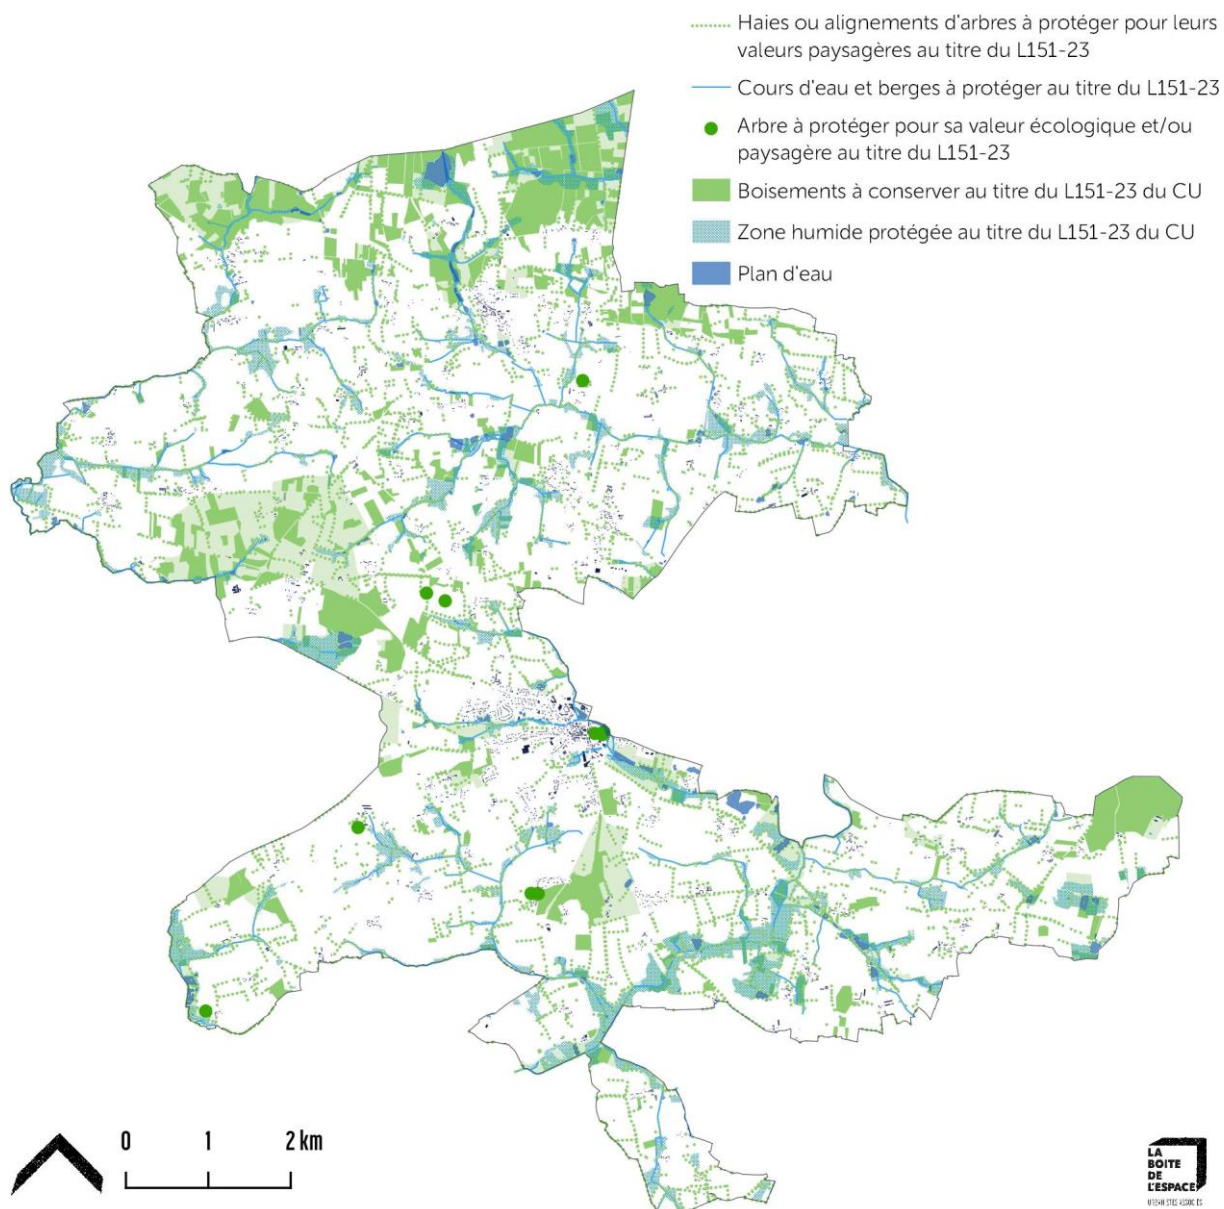 Haies ou alignements d'arbres à protéger pour leurs
valeurs paysagères au titre du L151-23
Cours d'eau et berges à protéger au titre du L151-23
Arbre à protéger pour sa valeur écologique et/ou
paysagère au titre du L151-23
Boisements à conserver au titre du L151-23 du CU
Zone humide protégée au titre du L151-23 du CU
Plan d'eau
0 1 2 km
LA
BOITE
DE
L'ESPACE
URBANISTES ASSOCIÉS